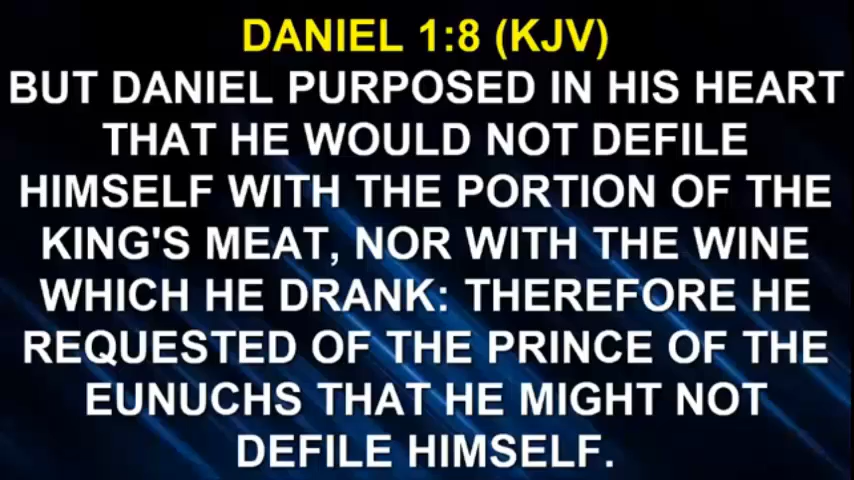 DANIEL 1:8 (KJV)
BUT DANIEL PURPOSED IN HIS HEART
THAT HE WOULD NOT DEFILE
HIMSELF WITH THE PORTION OF THE
KING'S MEAT, NOR WITH THE WINE
WHICH HE DRANK: THEREFORE HE
REQUESTED OF THE PRINCE OF THE
EUNUCHS THAT HE MIGHT NOT
DEFILE HIMSELF.